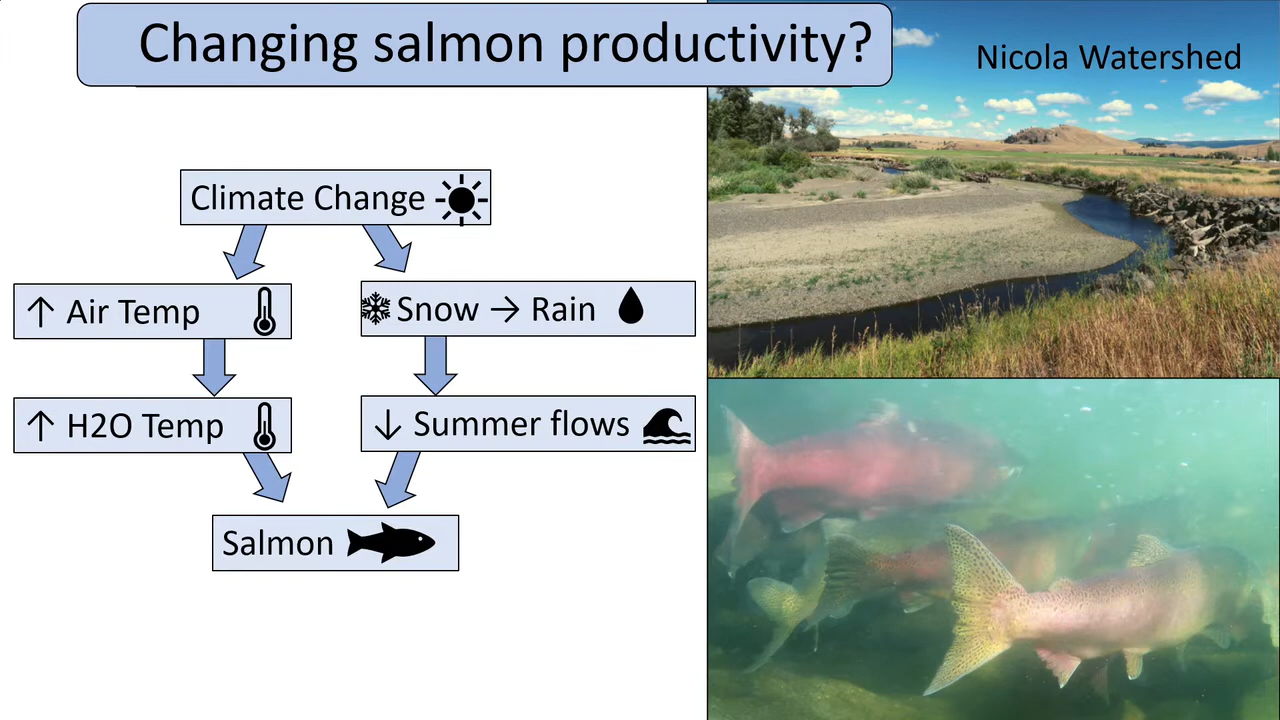 Changing salmon productivity?
Nicola Watershed
Climate Change
↑ Air Temp
Snow → Rain
↑ H2O Temp
↓ Summer flows
Salmon